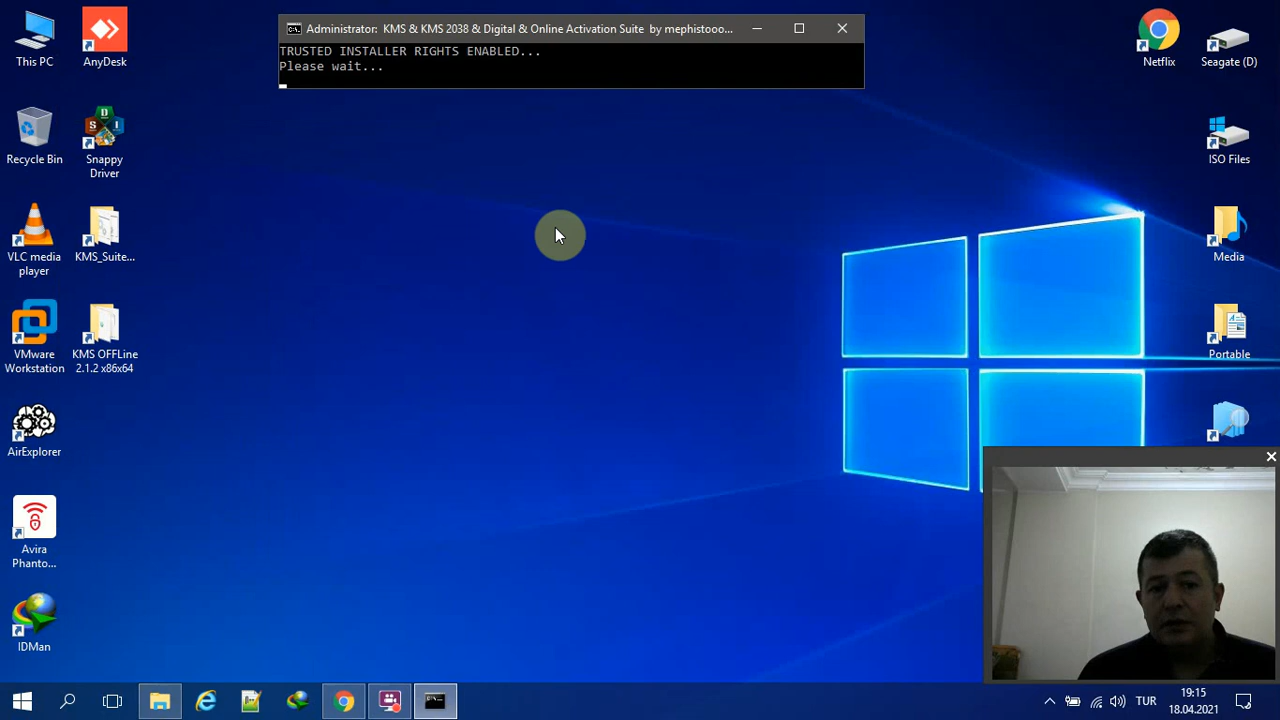 Administrator: KMS & KMS 2038 & Digital & Online Activation Suite by mephistooo...
TRUSTED INSTALLER RIGHTS ENABLED...
Please wait...
This PC
AnyDesk
Netflix
Seagate (D)
Recycle Bin
Snappy
Driver
ISO Files
VLC media
player
KMS_Suite...
Media
VMware
Workstation
KMS OFFLine
2.1.2 x86x64
Portable
AirExplorer
Avira
Phanto...
IDMan
TUR
19:15
18.04.2021